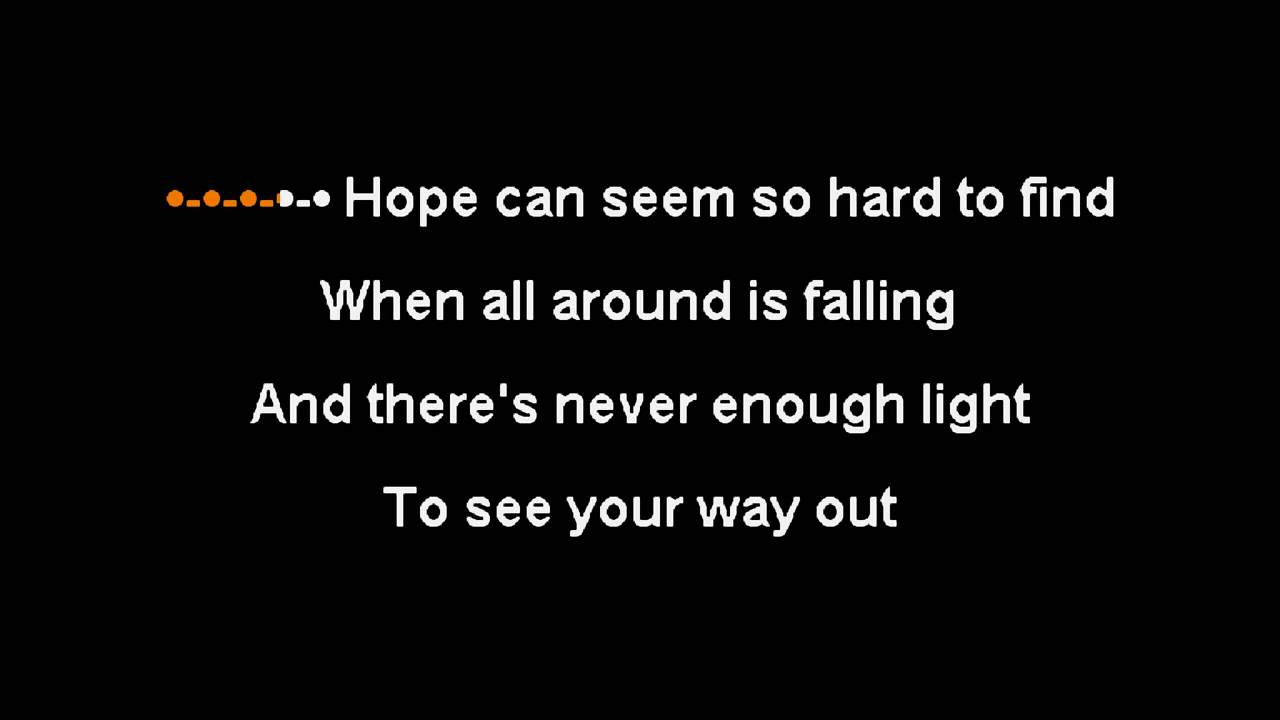 ●-●-●-●-● Hope can seem so hard to find
When all around is falling
And there's never enough light
To see your way out